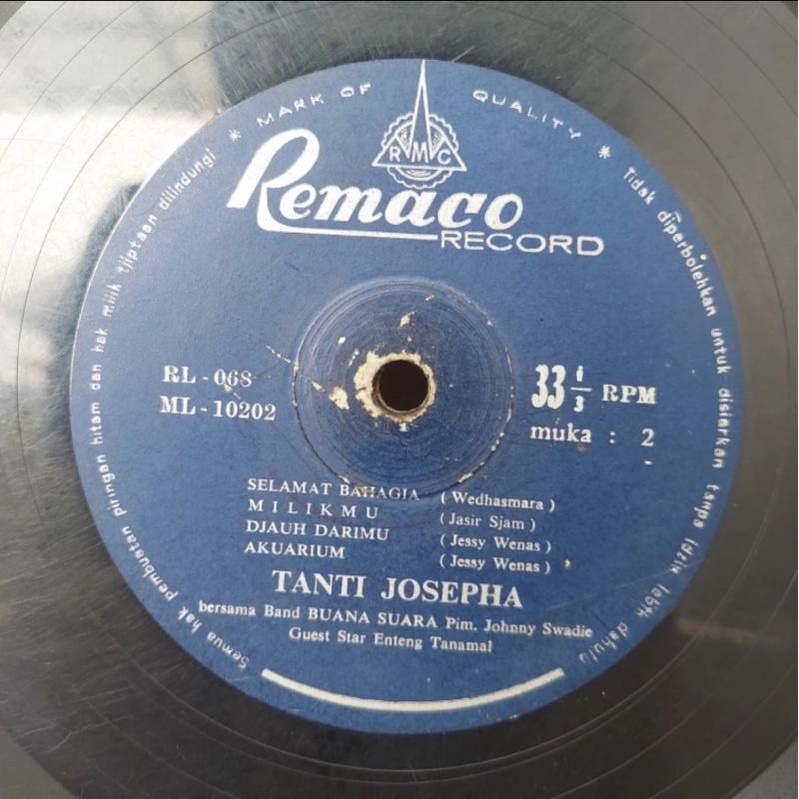 * MARK OF QUALITY *
RMC
Remaco
RECORD
RL - 068
ML - 10202
33 1/3 RPM
muka : 2
SELAMAT BAHAGIA ( Wedhasmara )
MILIKMU ( Jasir Sjam )
DJAUH DARIMU ( Jessy Wenas )
AKUARIUM ( Jessy Wenas )
TANTI JOSEPHA
bersama Band BUANA SUARA Pim. Johnny Swadie
Guest Star Enteng Tanamal
Semua hak pembuatan piringan hitam dan hak milik tjiptaan dilindungi
Tidak diperbolehkan untuk disiarkan tanpa izin lebih dahulu